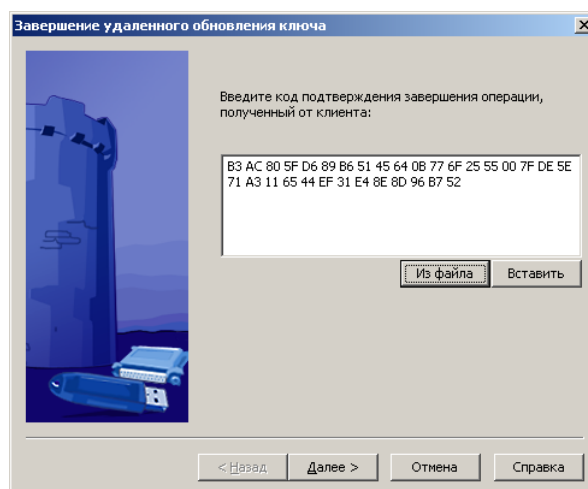 Завершение удаленного обновления ключа
Введите код подтверждения завершения операции,
полученный от клиента:
B3 AC 80 5F D6 89 B6 51 45 64 0B 77 6F 25 55 00 7F DE 5E
71 A3 11 65 44 EF 31 E4 8E 8D 96 B7 52
Из файла
Вставить
< Назад
Далее >
Отмена
Справка